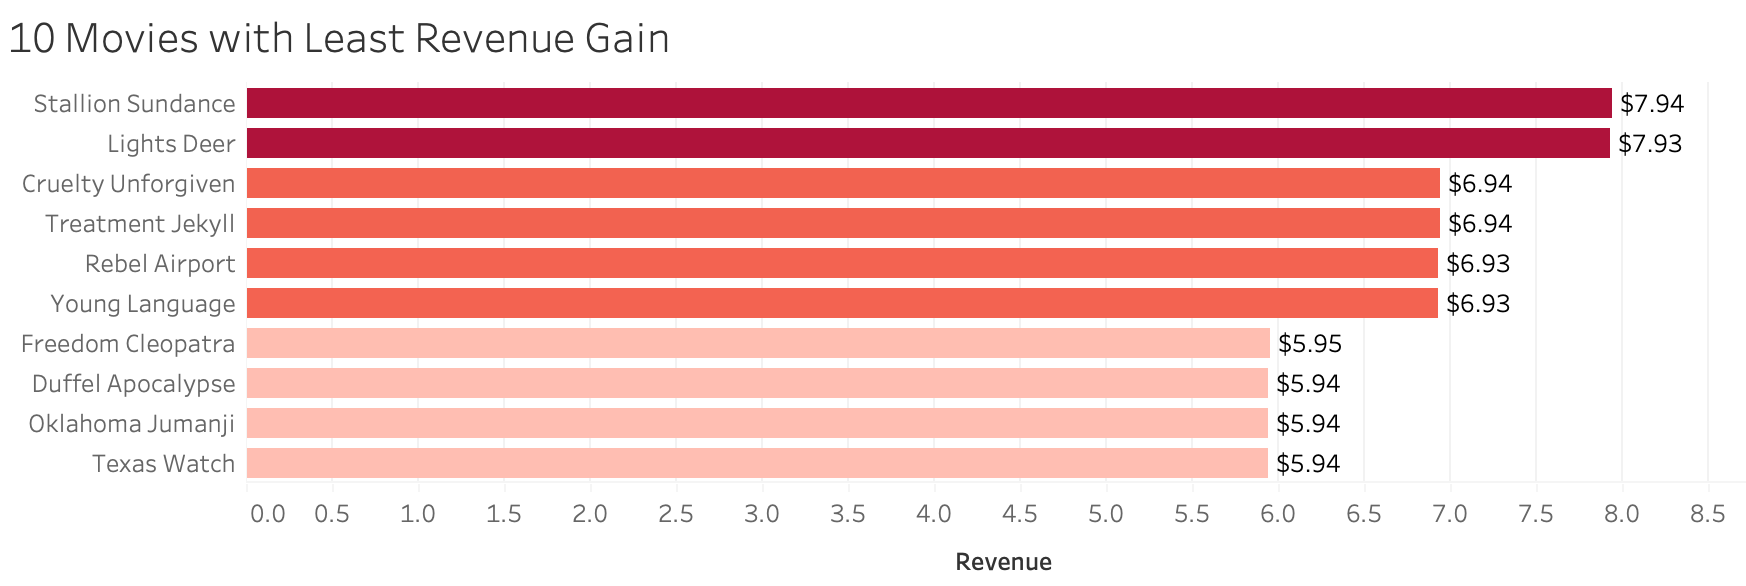 10 Movies with Least Revenue Gain
Stallion Sundance $7.94
Lights Deer $7.93
Cruelty Unforgiven $6.94
Treatment Jekyll $6.94
Rebel Airport $6.93
Young Language $6.93
Freedom Cleopatra $5.95
Duffel Apocalypse $5.94
Oklahoma Jumanji $5.94
Texas Watch $5.94
0.0 0.5 1.0 1.5 2.0 2.5 3.0 3.5 4.0 4.5 5.0 5.5 6.0 6.5 7.0 7.5 8.0 8.5
Revenue